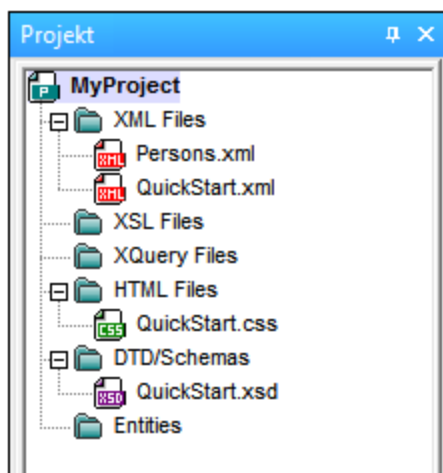 Projekt
MyProject
XML Files
Persons.xml
QuickStart.xml
XSL Files
XQuery Files
HTML Files
QuickStart.css
DTD/Schemas
QuickStart.xsd
Entities